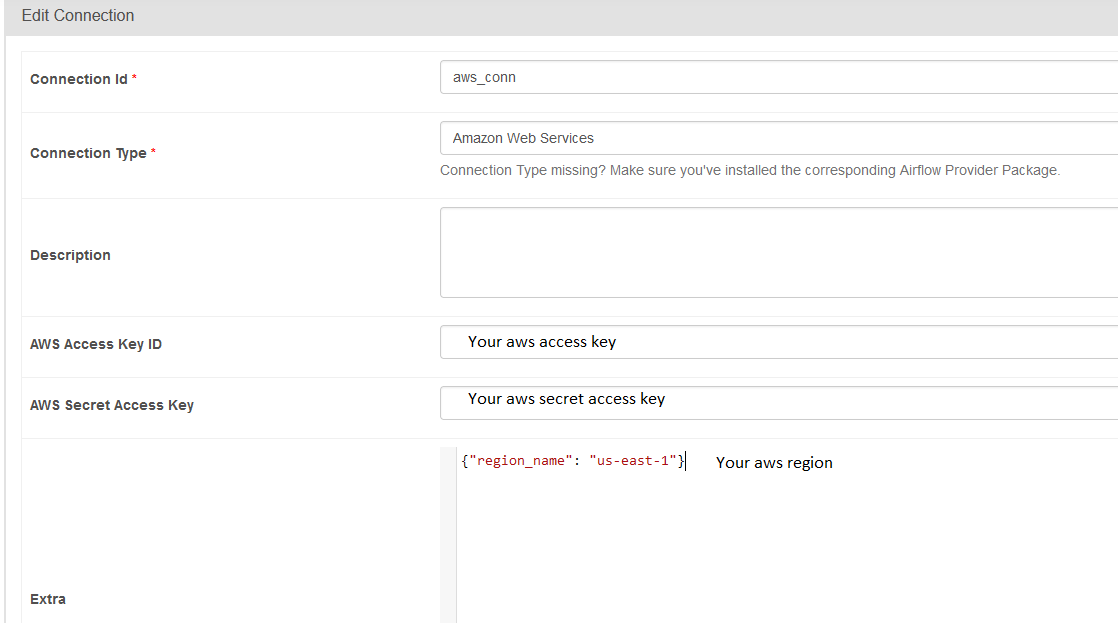 Edit Connection
Connection Id *
aws_conn
Connection Type *
Amazon Web Services
Connection Type missing? Make sure you've installed the corresponding Airflow Provider Package.
Description
AWS Access Key ID
Your aws access key
AWS Secret Access Key
Your aws secret access key
{"region_name": "us-east-1"} Your aws region
Extra